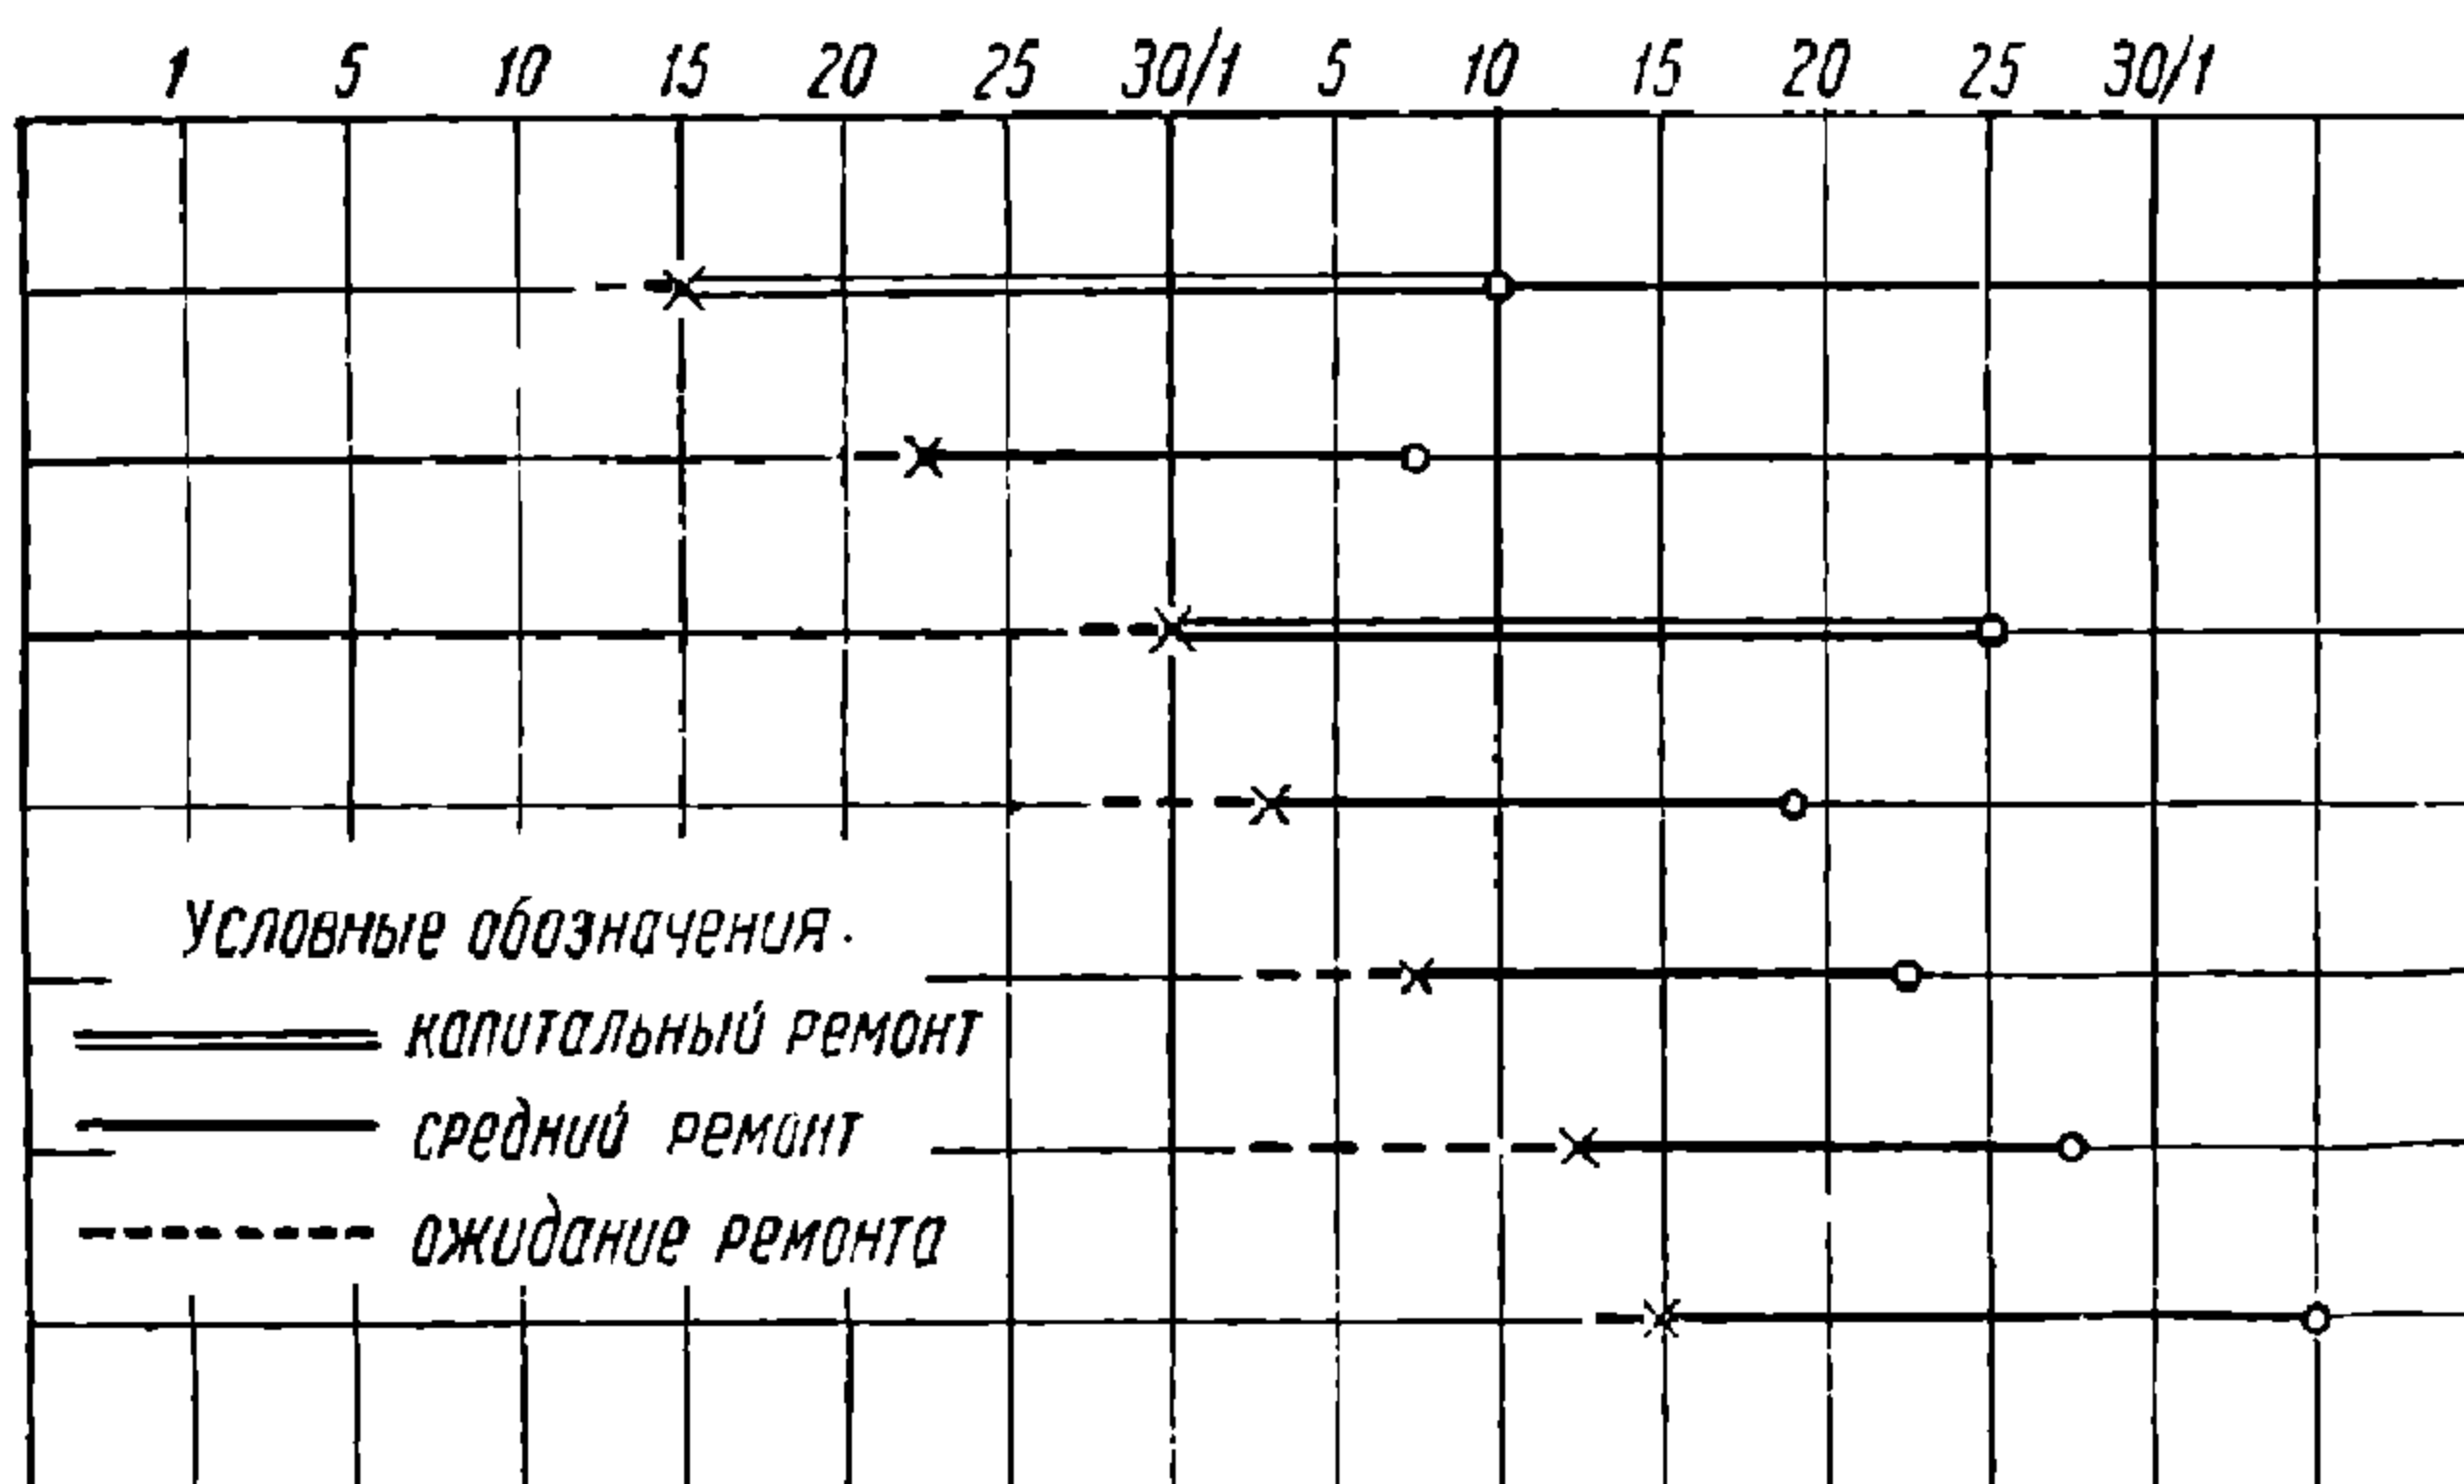 1 5 10 15 20 25 30/1 5 10 15 20 25 30/1
Условные обозначения.
капитальный ремонт
средний ремонт
ожидание ремонта